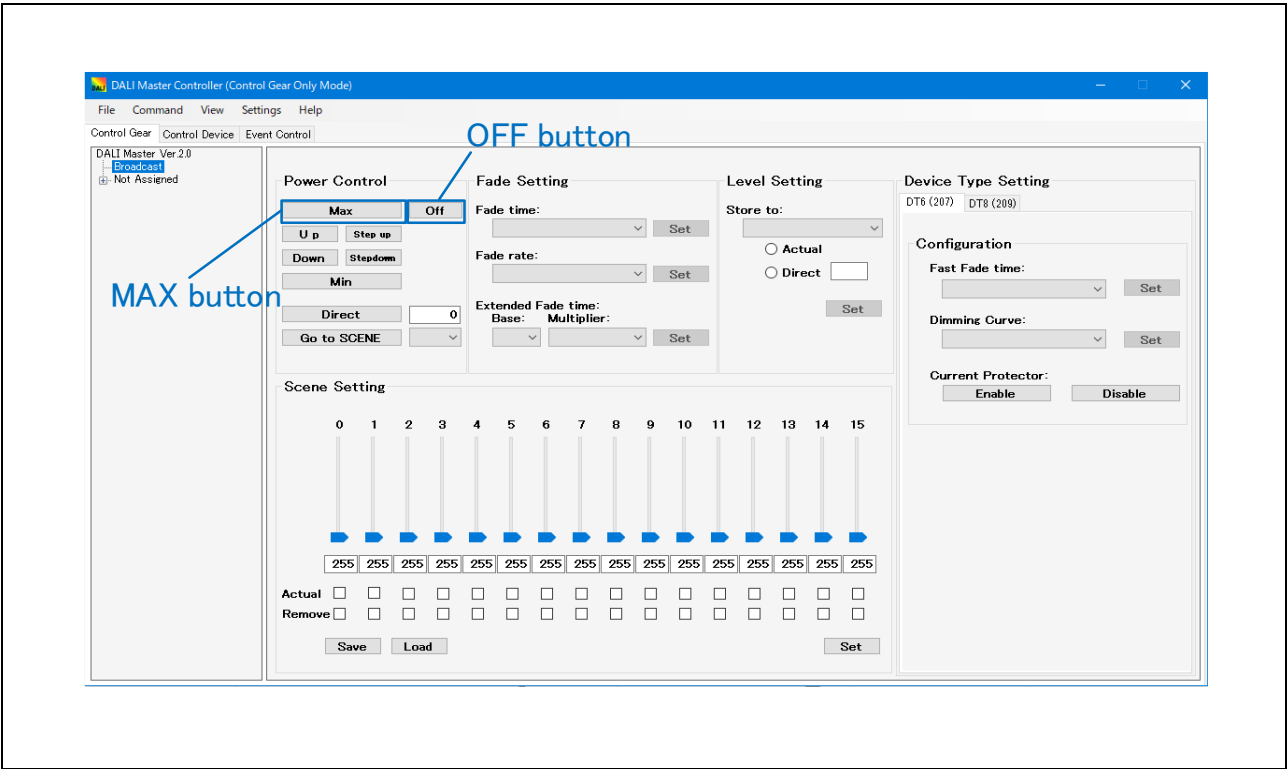 DALI Master Controller (Control Gear Only Mode)
File Command View Settings Help
Control Gear Control Device Event Control
OFF button
DALI Master Ver.2.0
Broadcast
Not Assigned
MAX button
Power Control
Max Off
U p Step up
Down Stepdown
Min
Direct 0
Go to SCENE
Fade Setting
Fade time:
Set
Fade rate:
Set
Extended Fade time:
Base: Multiplier:
Set
Level Setting
Store to:
Actual
Direct
Set
Device Type Setting
DT6 (207) DT8 (209)
Configuration
Fast Fade time:
Set
Dimming Curve:
Set
Current Protector:
Enable Disable
Scene Setting
0 1 2 3 4 5 6 7 8 9 10 11 12 13 14 15
255 255 255 255 255 255 255 255 255 255 255 255 255 255 255 255
Actual
Remove
Save Load Set